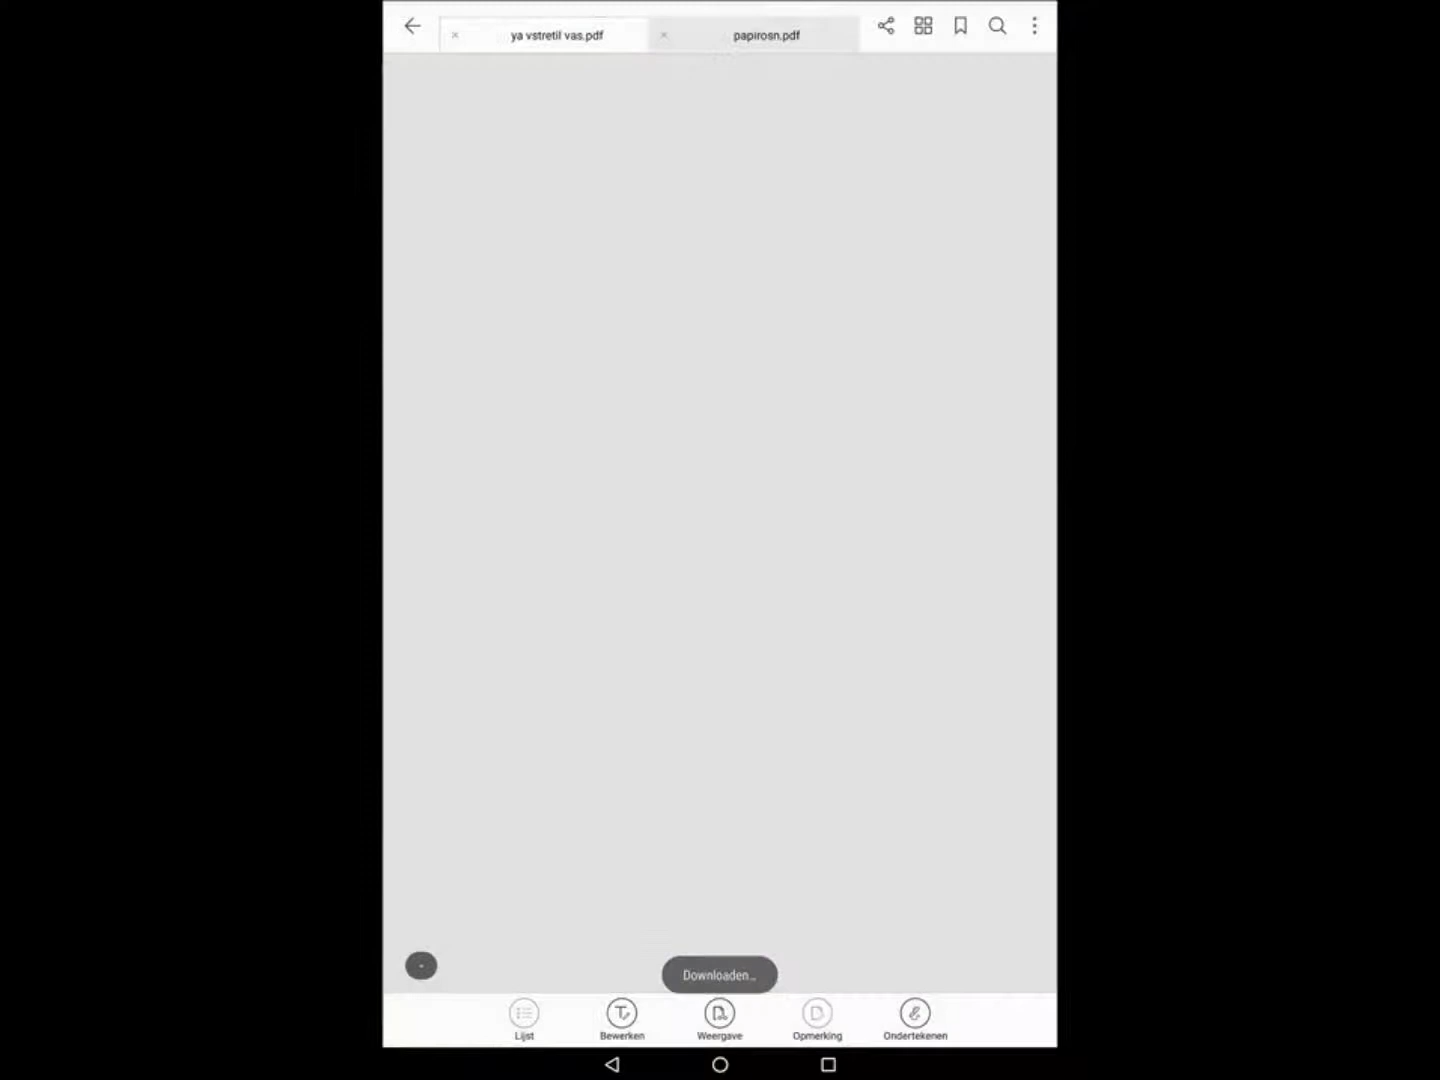 ya vstretil vas.pdf
papirosn.pdf
Downloaden...
Lijst
Bewerken
Weergave
Opmerking
Ondertekenen